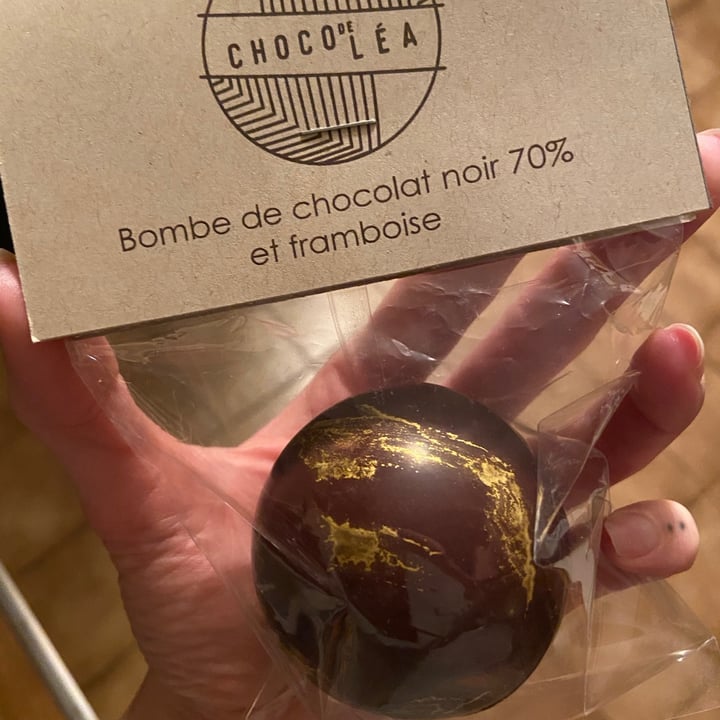 CHOCO DE LÉA
Bombe de chocolat noir 70%
et framboise